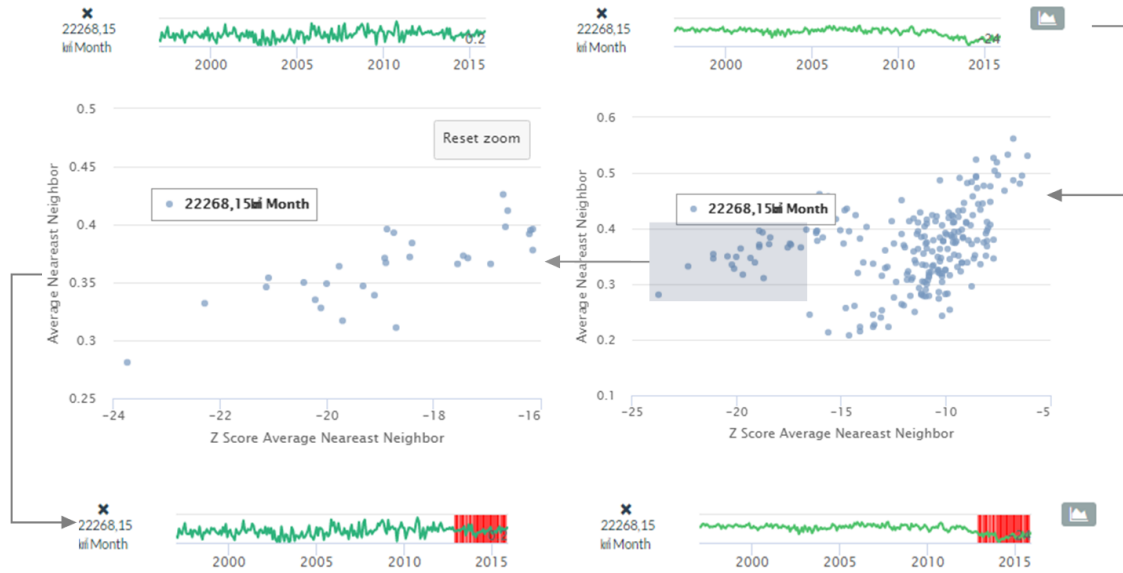 22268,15
Month
0.2
2000 2005 2010 2015
22268,15
Month
-24
2000 2005 2010 2015
0.5
0.45
0.4
0.35
0.3
0.25
Average Neareast Neighbor
Reset zoom
22268,15 Month
-24 -22 -20 -18 -16
Z Score Average Neareast Neighbor
0.6
0.5
0.4
0.3
0.2
0.1
Average Neareast Neighbor
22268,15 Month
-25 -20 -15 -10 -5
Z Score Average Neareast Neighbor
22268,15
Month
2000 2005 2010 2015
22268,15
Month
2000 2005 2010 2015